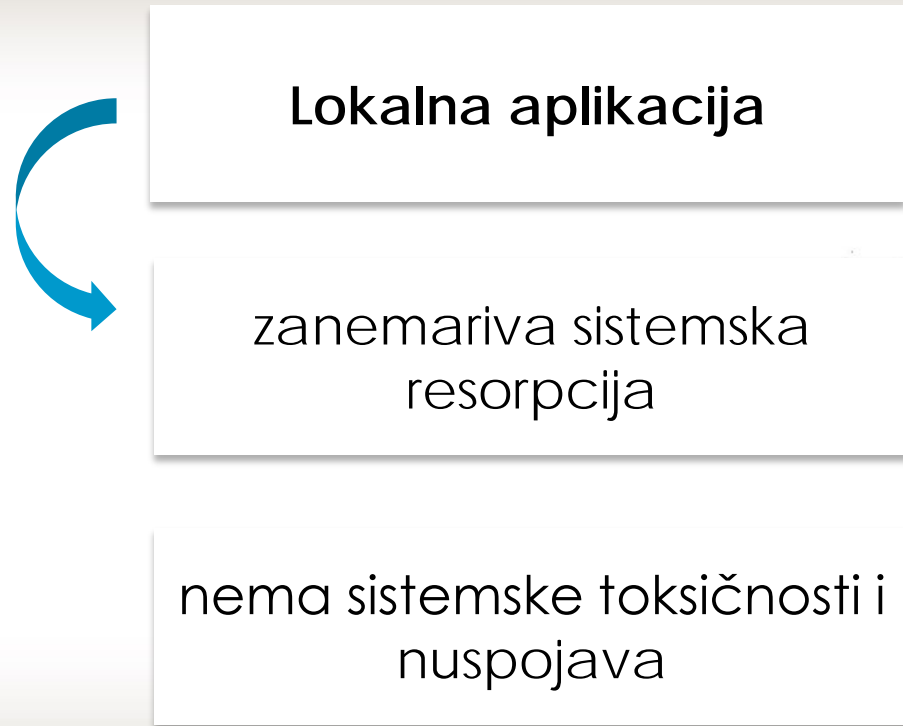 Lokalna aplikacija
zanemariva sistemska
resorpcija
nema sistemske toksičnosti i
nuspojava